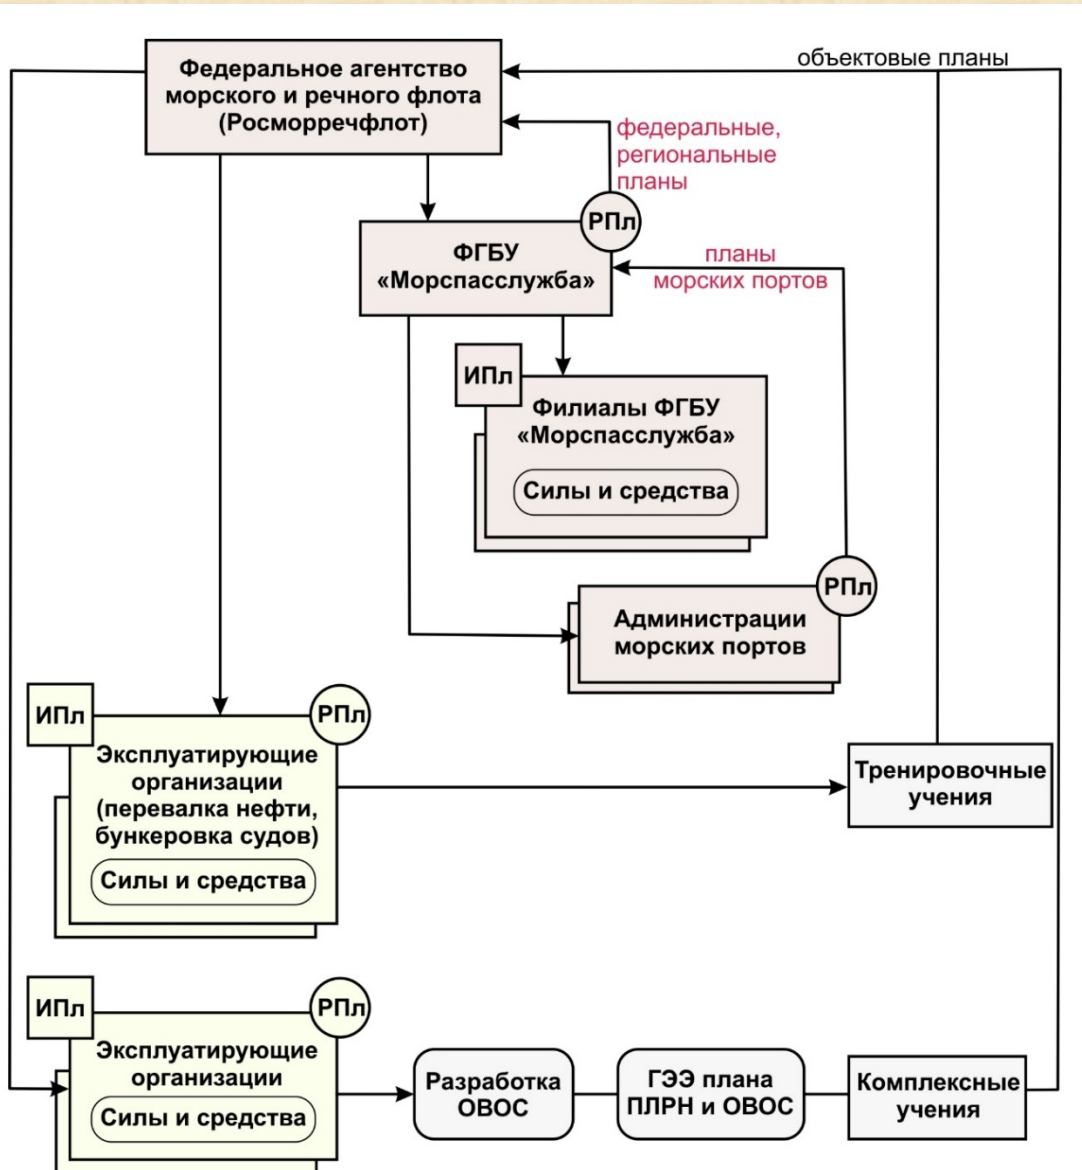 объектовые планы
Федеральное агентство
морского и речного флота
(Росморречфлот)
федеральные,
региональные
планы
РПл
ФГБУ
«Морспасслужба»
планы
морских портов
ИПл
Филиалы ФГБУ
«Морспасслужба»
Силы и средства
РПл
Администрации
морских портов
ИПл
РПл
Эксплуатирующие
организации
(перевалка нефти,
бункеровка судов)
Силы и средства
Тренировочные
учения
ИПл
РПл
Эксплуатирующие
организации
Силы и средства
Разработка
ОВОС
ГЭЭ плана
ПЛРН и ОВОС
Комплексные
учения